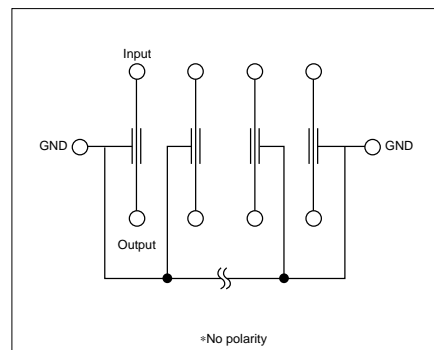 Input
GND
GND
Output
*No polarity